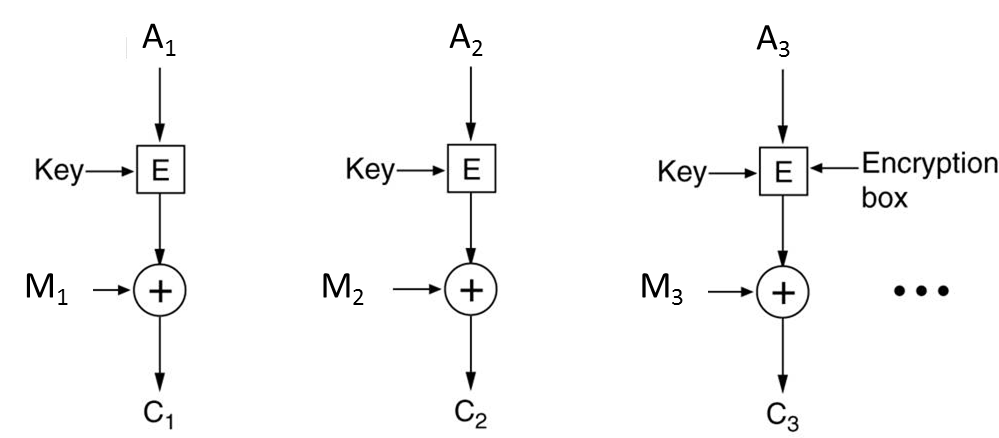 A₁ A₂ A₃
Key E Key E Key E Encryption
box
M₁ + M₂ + M₃ + •••
C₁ C₂ C₃